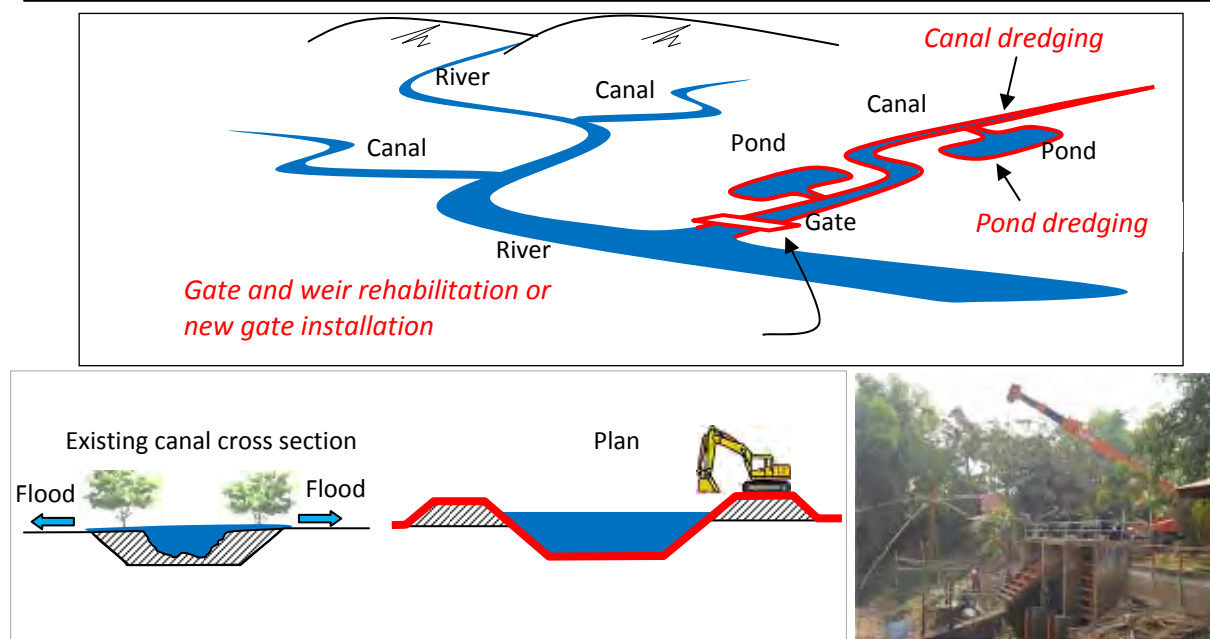 Canal dredging
River
Canal
Canal
Canal
Pond
Pond
Gate
Pond dredging
River
Gate and weir rehabilitation or
new gate installation
Existing canal cross section
Plan
Flood
Flood